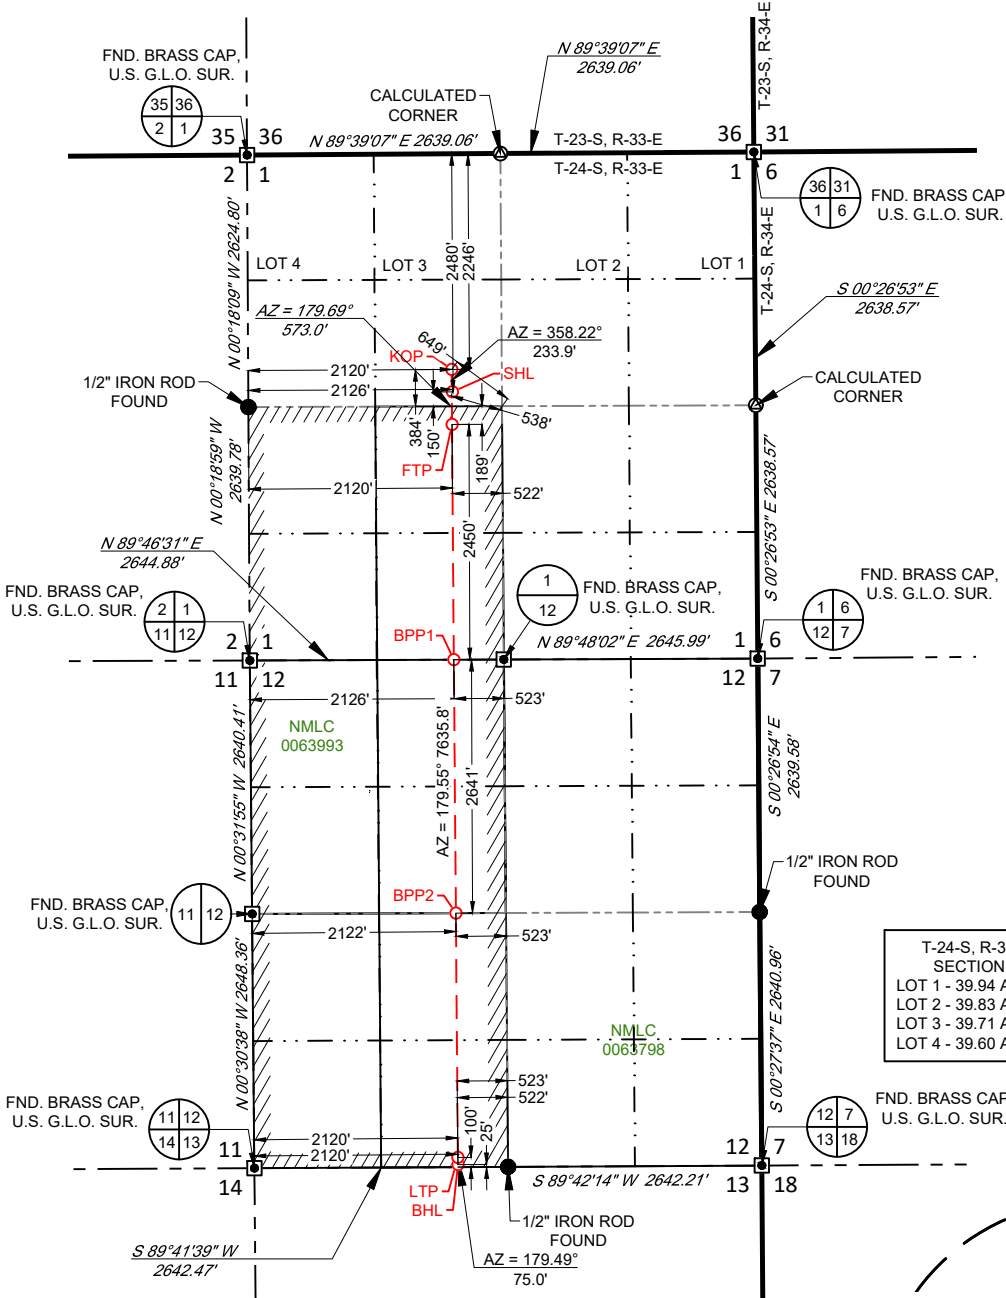 T-23-S, R-34-E
FND. BRASS CAP,
U.S. G.L.O. SUR.
35 36
2 1
N 89°39'07" E
2639.06'
CALCULATED
CORNER
35 36
2 1
N 89°39'07" E 2639.06'
T-23-S, R-33-E
T-24-S, R-33-E
36 31
1 6
36 31
1 6
FND. BRASS CAP
U.S. G.L.O. SUR.
T-24-S, R-34-E
N 00°18'09" W 2624.80'
LOT 4
LOT 3
LOT 2
LOT 1
2480'
2246'
S 00°26'53" E
2638.57'
AZ = 179.69°
573.0'
AZ = 358.22°
233.9'
649'
KOP
SHL
2120'
2126'
1/2" IRON ROD
FOUND
CALCULATED
CORNER
384'
150'
538'
189'
FTP
N 00°18'59" W
2639.78'
2120'
522'
2450'
S 00°26'53" E 2638.57'
N 89°46'31" E
2644.88'
FND. BRASS CAP,
U.S. G.L.O. SUR.
2 1
11 12
1
12
FND. BRASS CAP,
U.S. G.L.O. SUR.
FND. BRASS CAP,
U.S. G.L.O. SUR.
1 6
12 7
2 1
11 12
BPP1
N 89°48'02" E 2645.99'
1 6
12 7
2126'
523'
NMLC
0063993
N 00°31'55" W 2640.41'
AZ = 179.55° 7635.8'
2641'
S 00°26'54" E
2639.58'
1/2" IRON ROD
FOUND
FND. BRASS CAP,
U.S. G.L.O. SUR.
11 12
BPP2
2122'
523'
T-24-S, R-3
SECTION
LOT 1 - 39.94 A
LOT 2 - 39.83 A
LOT 3 - 39.71 A
LOT 4 - 39.60 A
N 00°30'38" W 2648.36'
NMLC
0063798
S 00°27'37" E 2640.96'
523'
522'
FND. BRASS CAP,
U.S. G.L.O. SUR.
11 12
14 13
100'
25'
2120'
2120'
12 7
13 18
FND. BRASS CAP
U.S. G.L.O. SUR.
11
14
12 7
13 18
LTP
BHL
S 89°42'14" W 2642.21'
1/2" IRON ROD
FOUND
S 89°41'39" W
2642.47'
AZ = 179.49°
75.0'